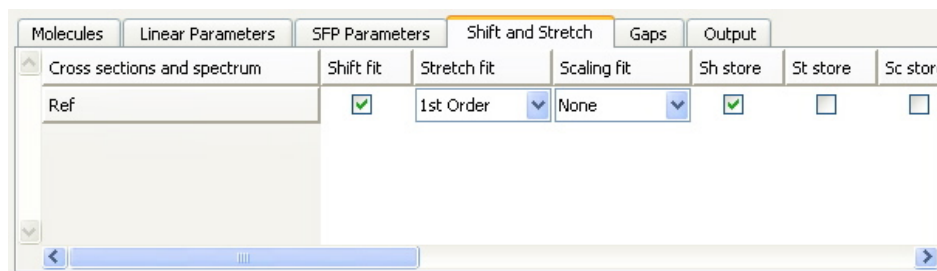 Molecules Linear Parameters SFP Parameters Shift and Stretch Gaps Output
Cross sections and spectrum Shift fit Stretch fit Scaling fit Sh store St store Sc stor
Ref 1st Order None